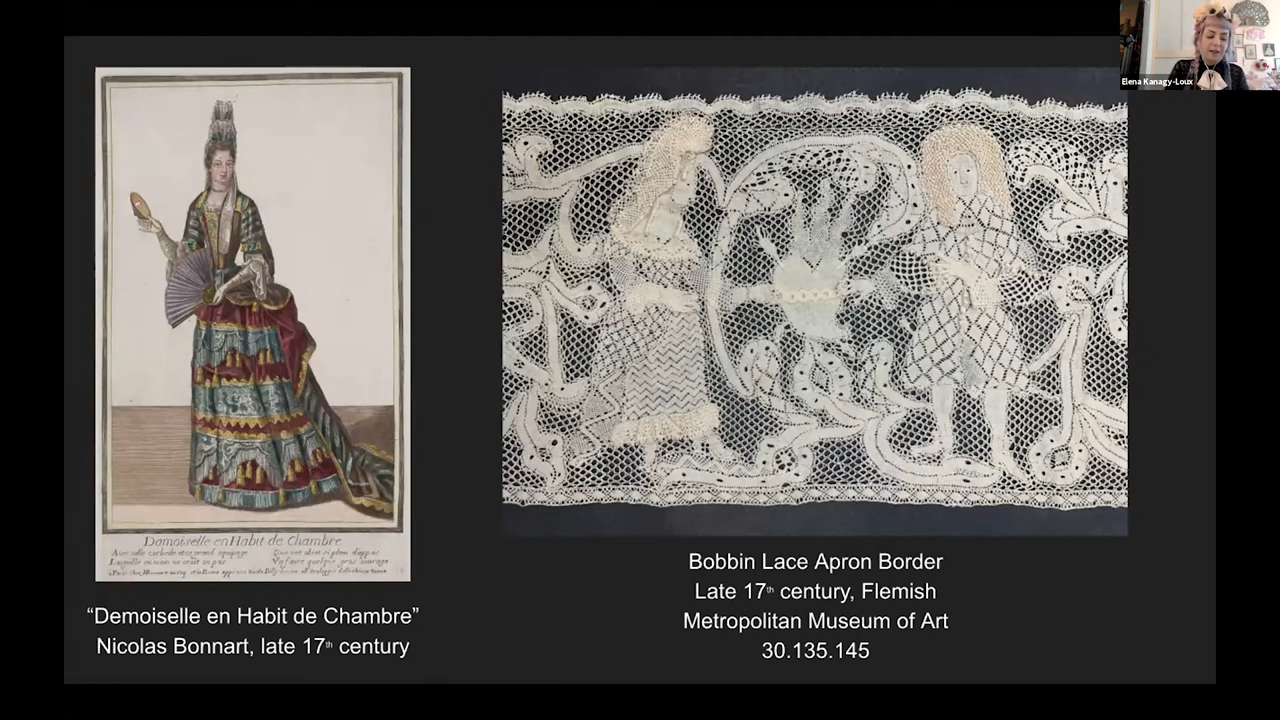 Elena Kanagy-Loux
Damoiselle en Habit de Chambre
“Demoiselle en Habit de Chambre”
Nicolas Bonnart, late 17th century
Bobbin Lace Apron Border
Late 17th century, Flemish
Metropolitan Museum of Art
30.135.145